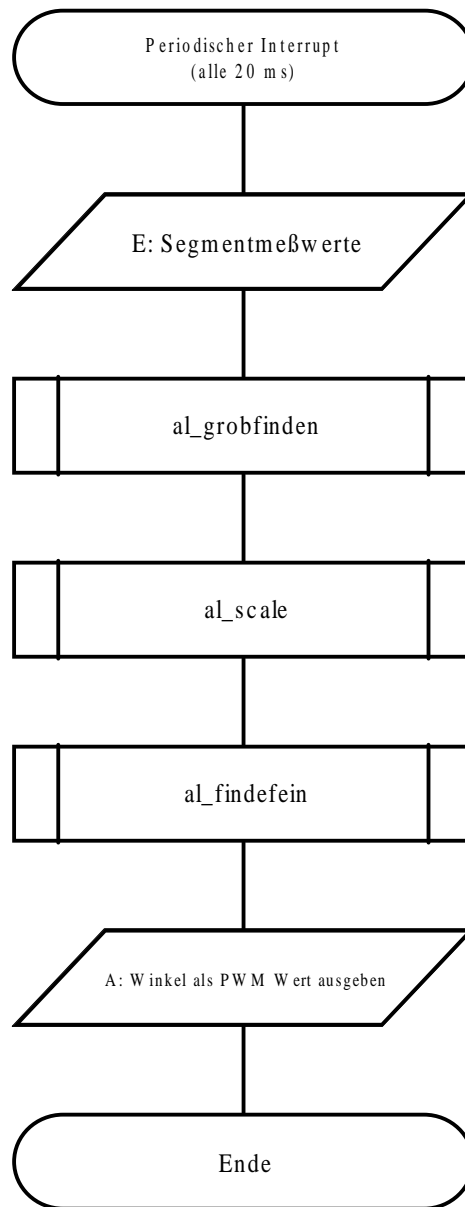 Periodischer Interrupt
(alle 20 ms)
E: Segmentmeßwerte
al_grobfinden
al_scale
al_findefein
A: Winkel als PWM Wert ausgeben
Ende